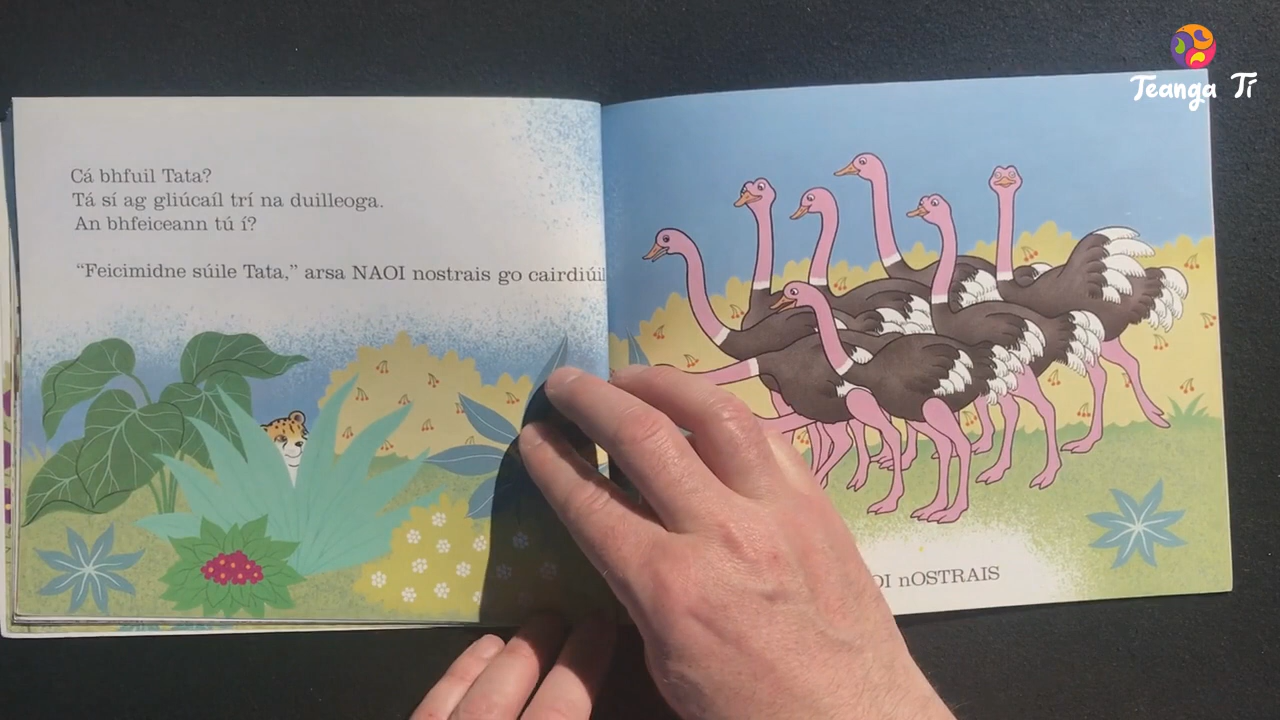 Teanga Tí
Cá bhfuil Tata?
Tá sí ag gliúcaíl trí na duilleoga.
An bhfeiceann tú í?
“Feicimidne súile Tata,” arsa NAOI nostrais go cairdiúil
nOSTRAIS